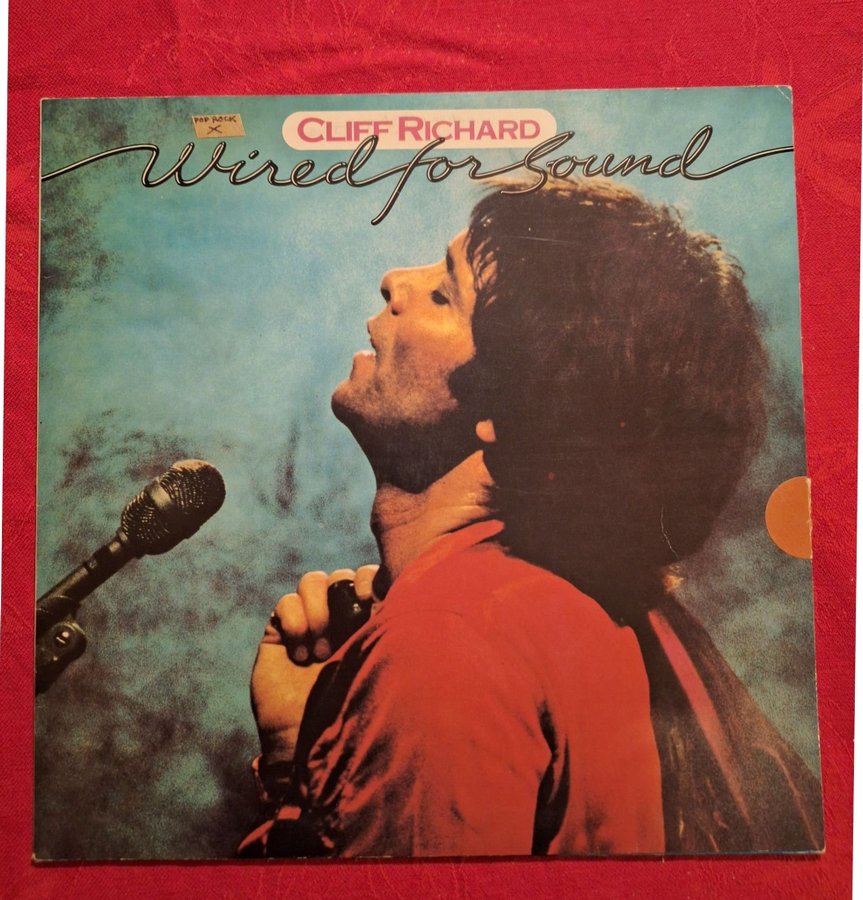 POP ROCK
X
CLIFF RICHARD
Wired for Sound